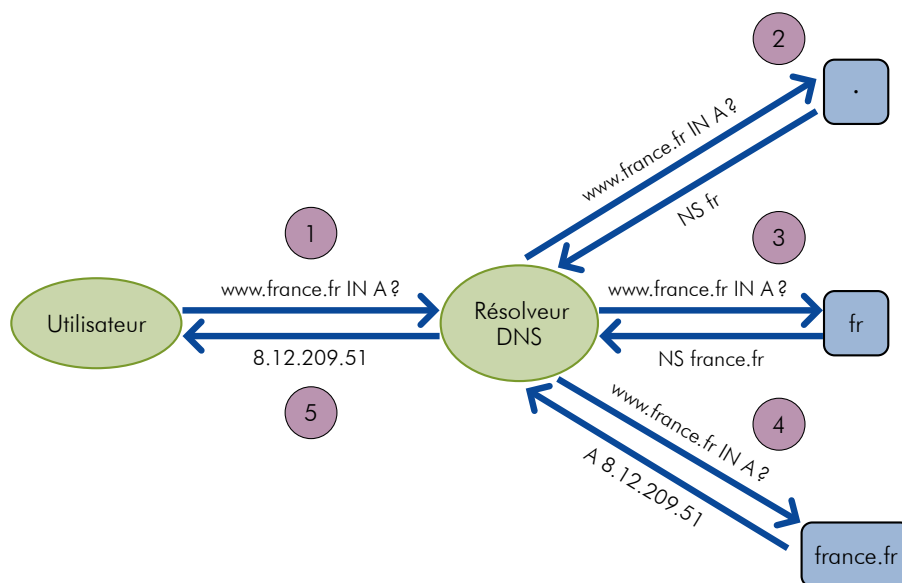 2
.
www.france.fr IN A ?
NS fr
1
3
www.france.fr IN A ?
www.france.fr IN A ?
Utilisateur
Résolveur
DNS
fr
8.12.209.51
NS france.fr
5
www.france.fr IN A ?
4
A 8.12.209.51
france.fr